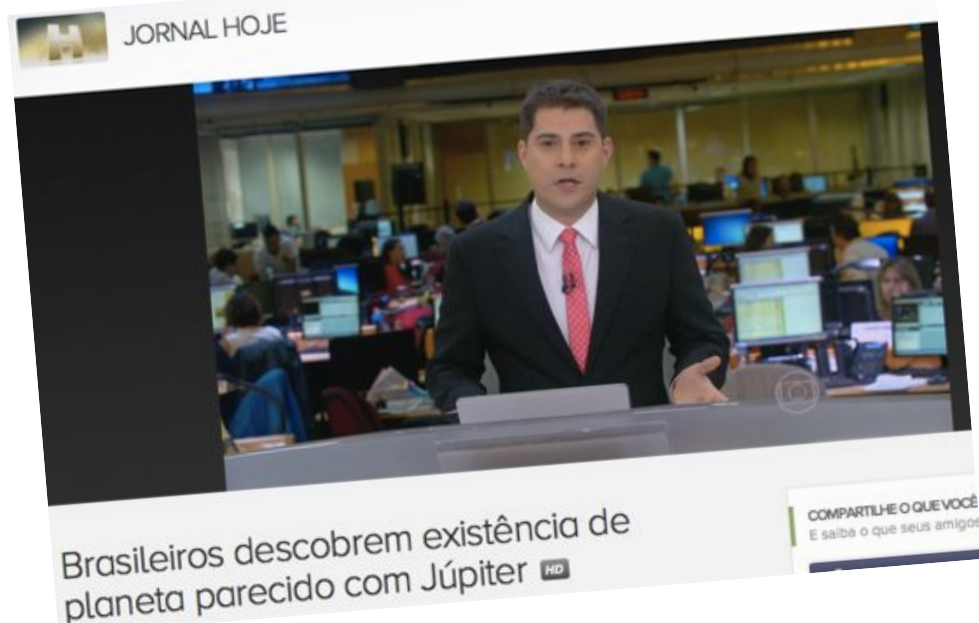 H
JORNAL HOJE
Brasileiros descobrem existência de
planeta parecido com Júpiter HD
COMPARTILHE O QUE VOCÊ
E saiba o que seus amigos